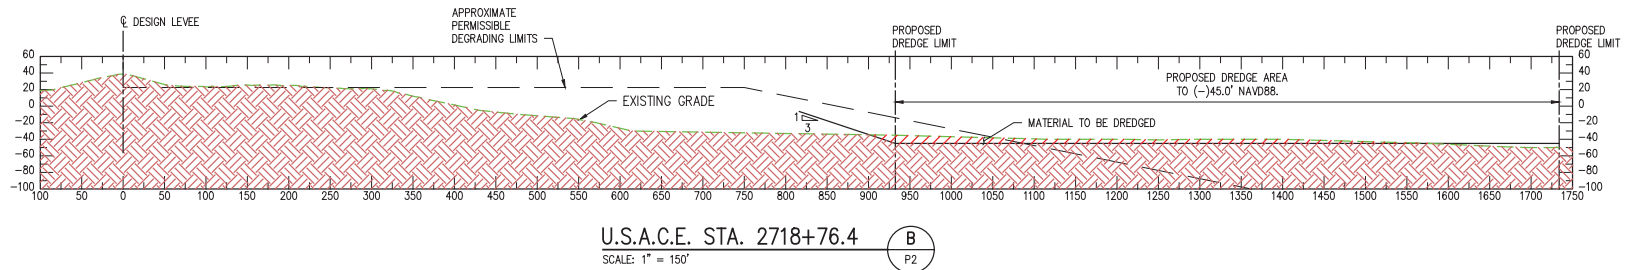 ℄ DESIGN LEVEE
APPROXIMATE
PERMISSIBLE
DEGRADING LIMITS
PROPOSED
DREDGE LIMIT
PROPOSED
DREDGE LIMIT
60
40
20
0
-20
-40
-60
-80
-100
EXISTING GRADE
1
3
PROPOSED DREDGE AREA
TO (-)45.0' NAVD88.
MATERIAL TO BE DREDGED
60
40
20
0
-20
-40
-60
-80
-100
100 50 0 50 100 150 200 250 300 350 400 450 500 550 600 650 700 750 800 850 900 950 1000 1050 1100 1150 1200 1250 1300 1350 1400 1450 1500 1550 1600 1650 1700 1750
U.S.A.C.E. STA. 2718+76.4
SCALE: 1" = 150'
B
P2